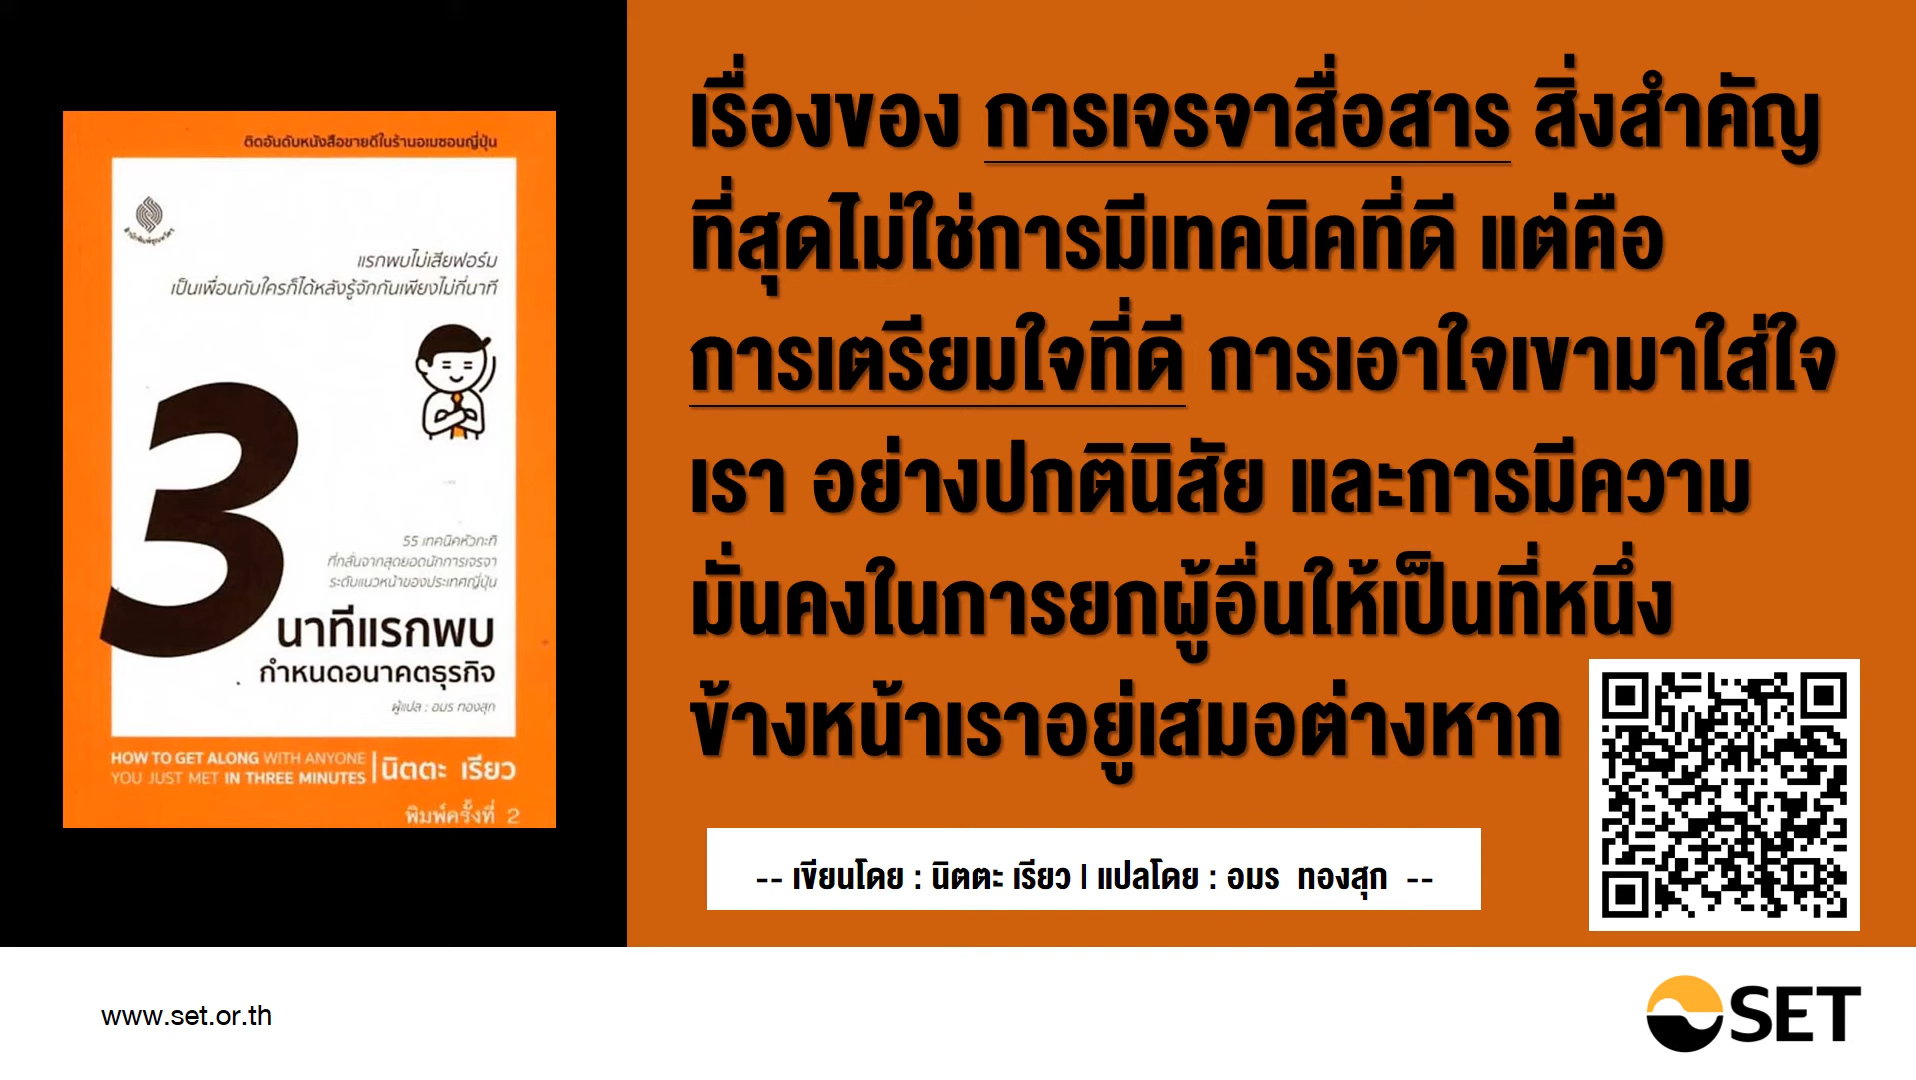 ติดอันดับหนังสือขายดีในร้านอเมซอนญี่ปุ่น
แรกพบไม่เสียฟอร์ม
เป็นเพื่อนกับใครก็ได้หลังรู้จักกันเพียงไม่กี่นาที
55 เทคนิคหัวกะทิ
ที่กลั่นจากสุดยอดนักการเจรจา
ระดับแนวหน้าของประเทศญี่ปุ่น
3
นาทีแรกพบ
กำหนดอนาคตธุรกิจ
ผู้แปล : อมร ทองสุก
HOW TO GET ALONG WITH ANYONE
YOU JUST MET IN THREE MINUTES
นิตตะ เรียว
พิมพ์ครั้งที่ 2
เรื่องของ การเจรจาสื่อสาร สิ่งสำคัญ
ที่สุดไม่ใช่การมีเทคนิคที่ดี แต่คือ
การเตรียมใจที่ดี การเอาใจเขามาใส่ใจ
เรา อย่างปกตินิสัย และการมีความ
มั่นคงในการยกผู้อื่นให้เป็นที่หนึ่ง
ข้างหน้าเราอยู่เสมอต่างหาก
-- เขียนโดย : นิตตะ เรียว | แปลโดย : อมร ทองสุก --
www.set.or.th
SET